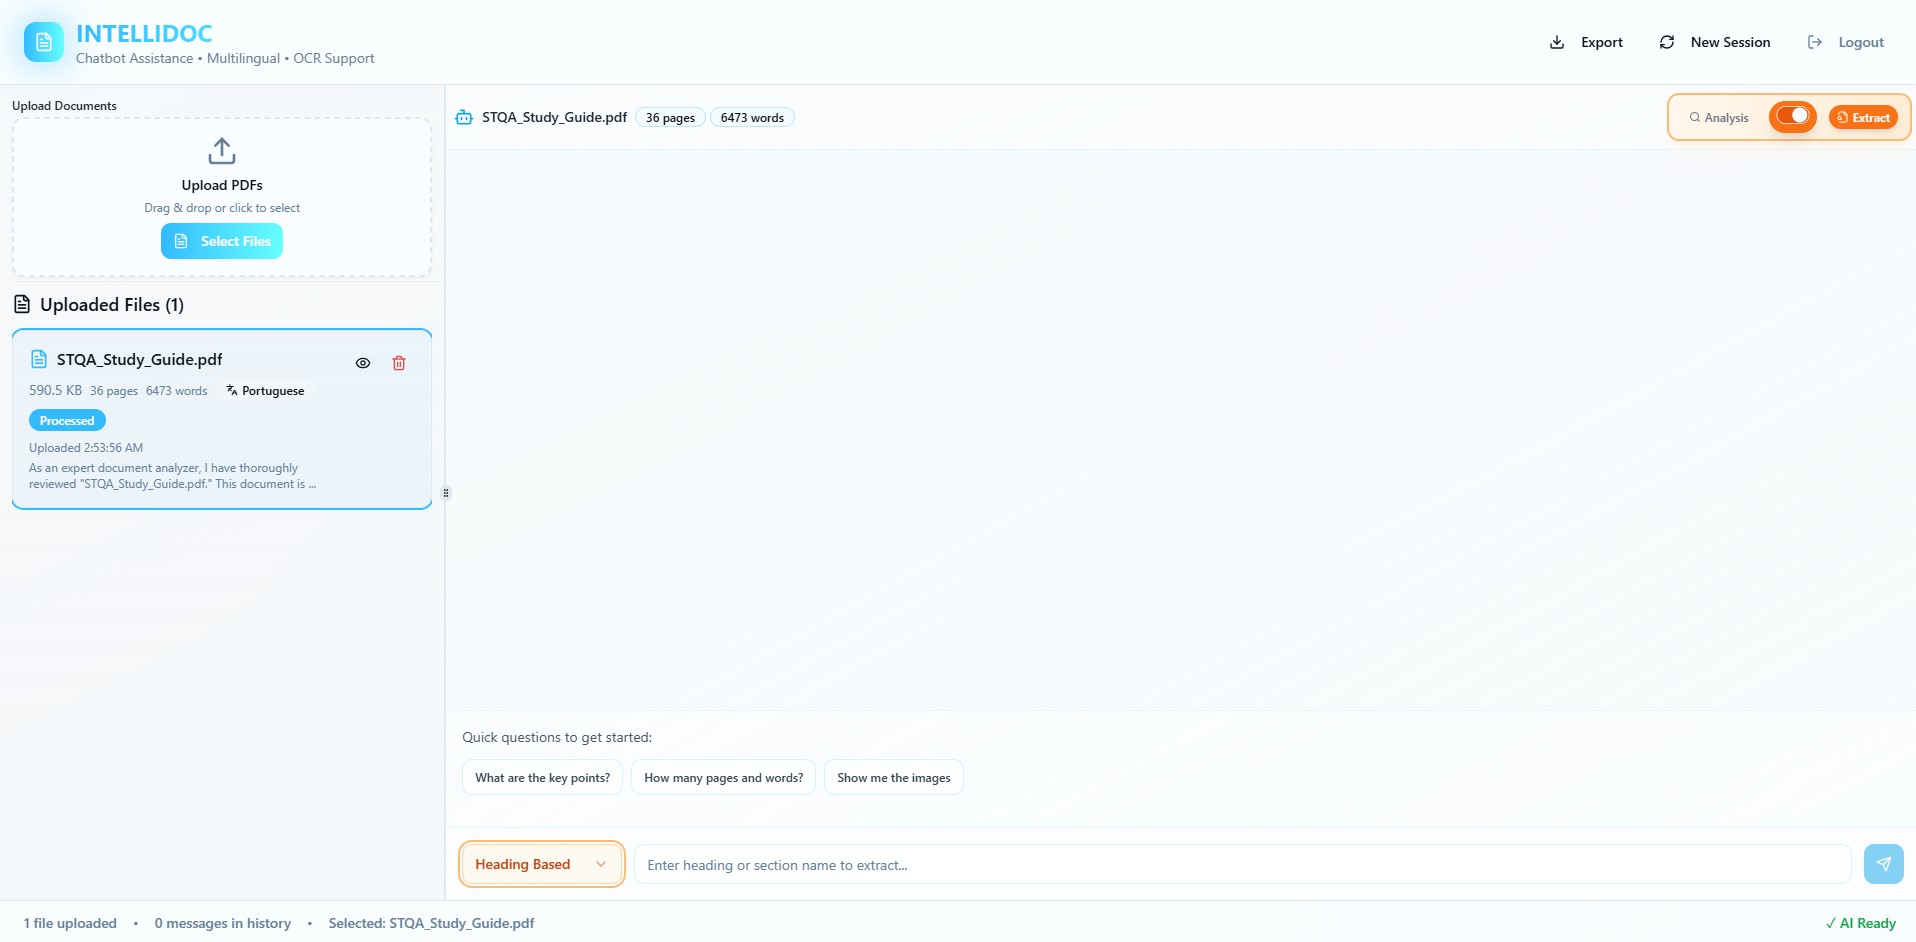 INTELLIDOC
Chatbot Assistance • Multilingual • OCR Support
Export
New Session
Logout
Upload Documents
Upload PDFs
Drag & drop or click to select
Select Files
Uploaded Files (1)
STQA_Study_Guide.pdf
590.5 KB 36 pages 6473 words Portuguese
Processed
Uploaded 2:53:56 AM
As an expert document analyzer, I have thoroughly
reviewed "STQA_Study_Guide.pdf." This document is ...
STQA_Study_Guide.pdf 36 pages 6473 words
Analysis
Extract
Quick questions to get started:
What are the key points?
How many pages and words?
Show me the images
Heading Based
Enter heading or section name to extract...
1 file uploaded • 0 messages in history • Selected: STQA_Study_Guide.pdf
✓ AI Ready